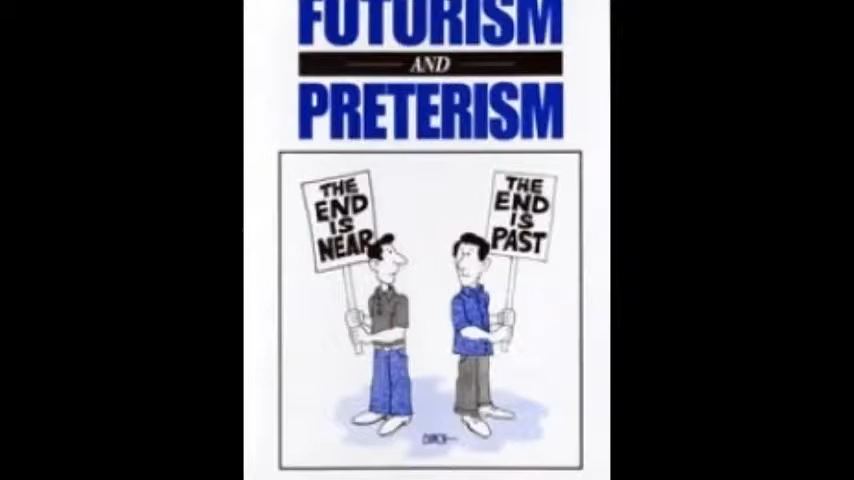 FUTURISM
AND
PRETERISM
THE
END
IS
NEAR
THE
END
IS
PAST